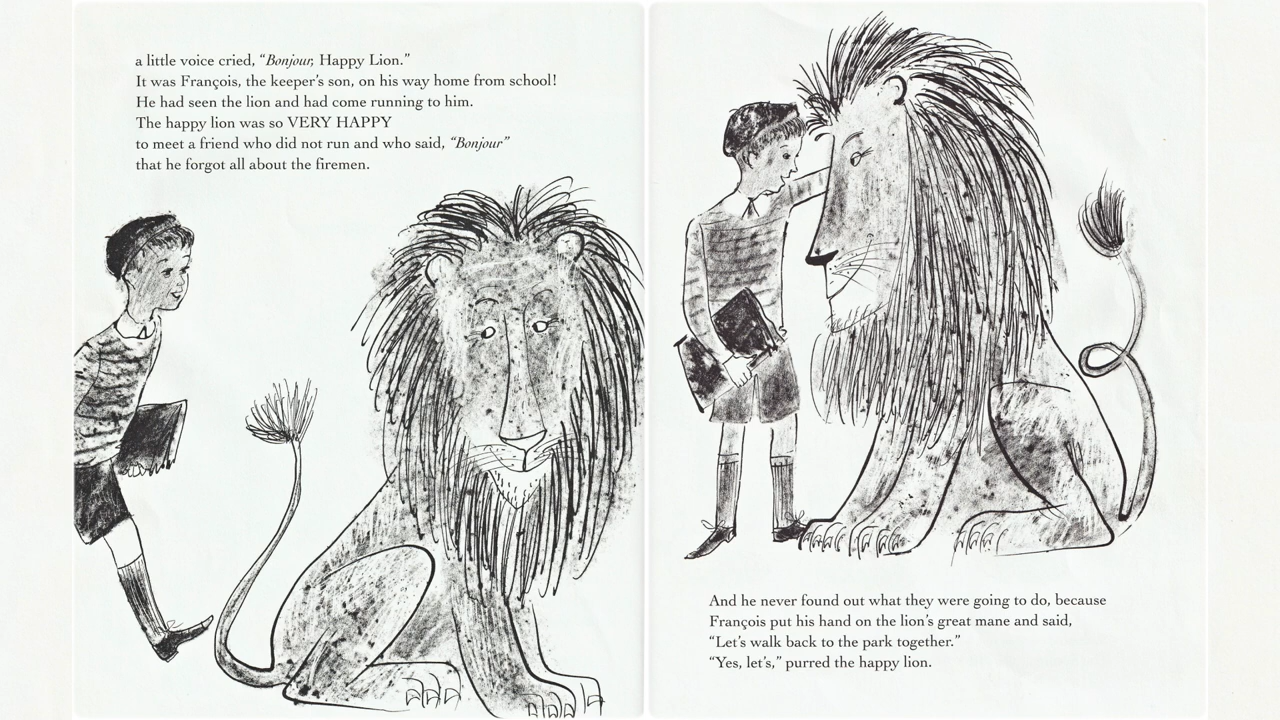 a little voice cried, “Bonjour, Happy Lion.”
It was François, the keeper’s son, on his way home from school!
He had seen the lion and had come running to him.
The happy lion was so VERY HAPPY
to meet a friend who did not run and who said, “Bonjour”
that he forgot all about the firemen.
And he never found out what they were going to do, because
François put his hand on the lion’s great mane and said,
“Let’s walk back to the park together.”
“Yes, let’s,” purred the happy lion.